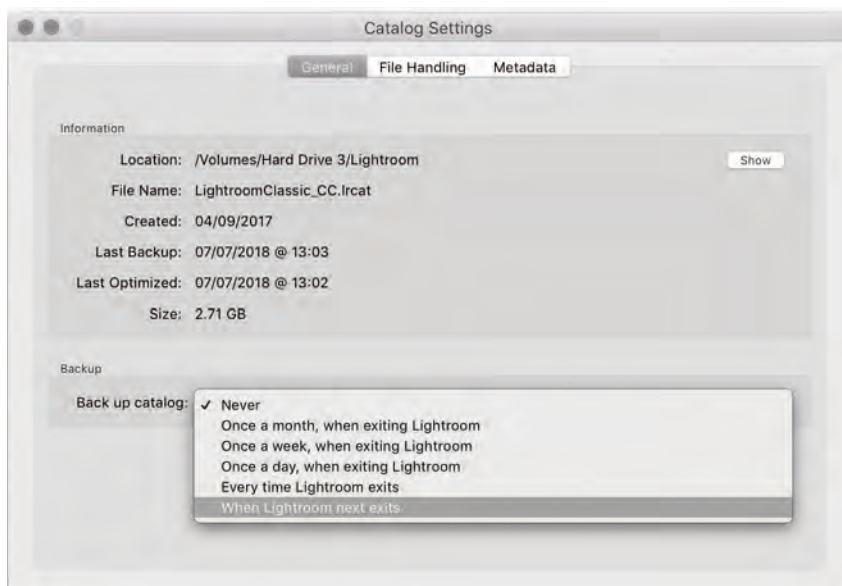 Catalog Settings
General File Handling Metadata
Information
Location: /Volumes/Hard Drive 3/Lightroom Show
File Name: LightroomClassic_CC.lrcat
Created: 04/09/2017
Last Backup: 07/07/2018 @ 13:03
Last Optimized: 07/07/2018 @ 13:02
Size: 2.71 GB
Backup
Back up catalog: ✓ Never
Once a month, when exiting Lightroom
Once a week, when exiting Lightroom
Once a day, when exiting Lightroom
Every time Lightroom exits
When Lightroom next exits